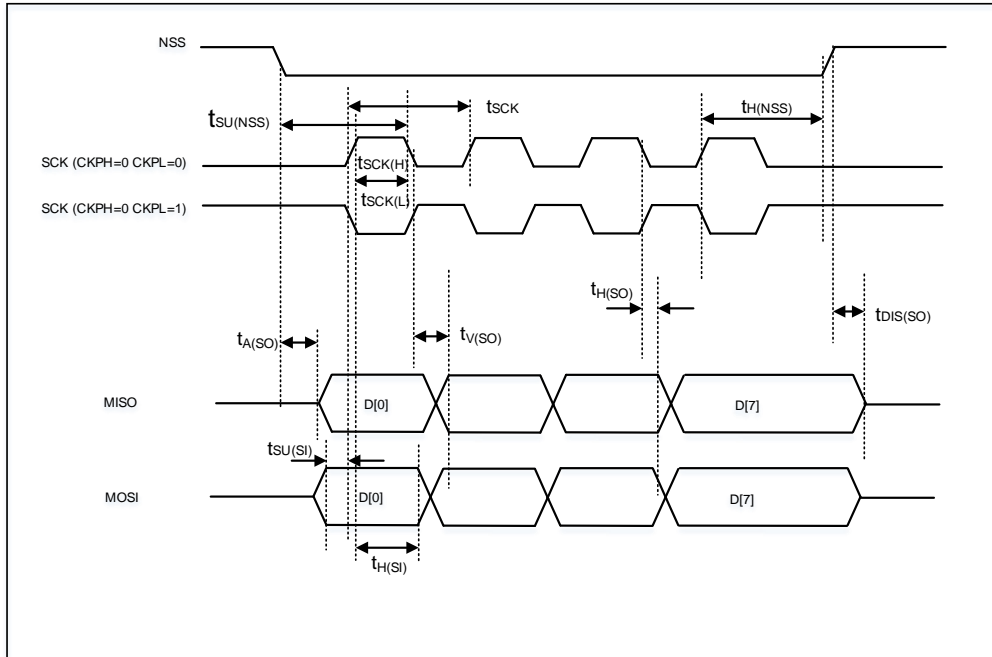 NSS
tSU(NSS)
tSCK
tH(NSS)
SCK (CKPH=0 CKPL=0)
tSCK(H)
tSCK(L)
SCK (CKPH=0 CKPL=1)
tH(SO)
tDIS(SO)
tA(SO)
tV(SO)
MISO
D[0]
D[7]
tSU(SI)
MOSI
D[0]
D[7]
tH(SI)